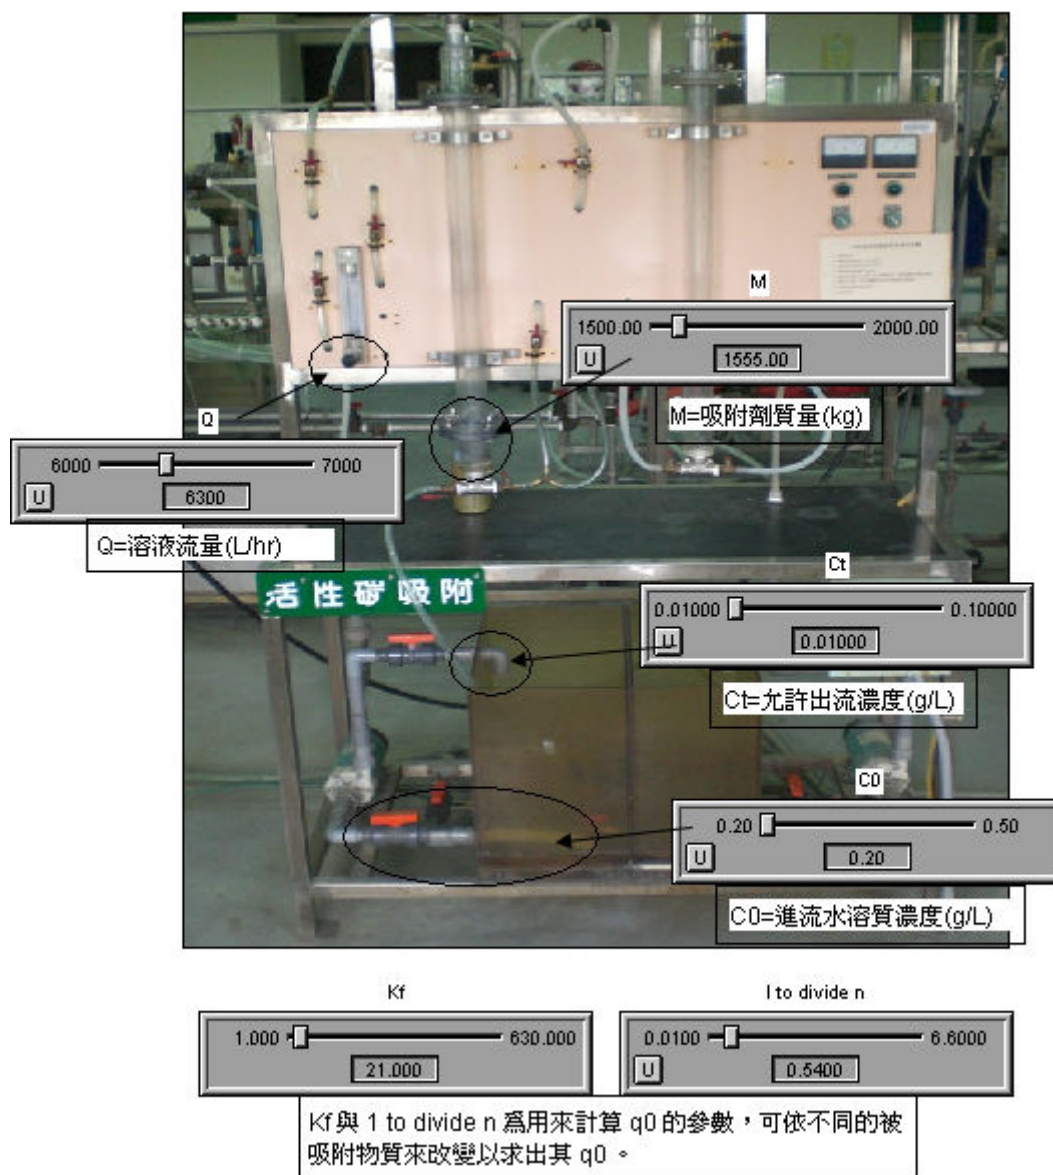 M
1500.00 2000.00
U 1555.00
M=吸附劑質量(kg)
Q
6000 7000
U 6300
Q=溶液流量(L/hr)
活性碳吸附
Ct
0.01000 0.10000
U 0.01000
Ct=允許出流濃度(g/L)
C0
0.20 0.50
U 0.20
C0=進流水溶質濃度(g/L)
Kf
1.000 630.000
21.000
I to divide n
0.0100 6.6000
U 0.5400
Kf 與 1 to divide n 爲用來計算 q0 的參數，可依不同的被
吸附物質來改變以求出其 q0。